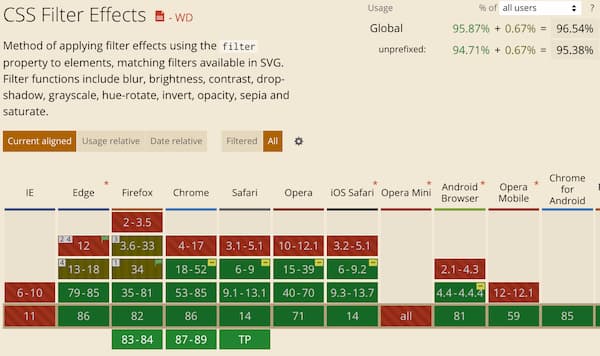 CSS Filter Effects - WD
Usage % of all users ?
Global 95.87% + 0.67% = 96.54%
unprefixed: 94.71% + 0.67% = 95.38%
Method of applying filter effects using the filter
property to elements, matching filters available in SVG.
Filter functions include blur, brightness, contrast, drop-
shadow, grayscale, hue-rotate, invert, opacity, sepia and
saturate.
Current aligned Usage relative Date relative Filtered All
IE Edge * Firefox Chrome Safari Opera iOS Safari * Opera Mini * Android Browser * Opera Mobile * Chrome for Android
2-3.5
2 4 12 1 3.6-33 4-17 3.1-5.1 10-12.1 3.2-5.1
4 13-18 1 34 18-52 6-9 15-39 6-9.2 2.1-4.3
6-10 79-85 35-81 53-85 9.1-13.1 40-70 9.3-13.7 4.4-4.4.4 12-12.1
11 86 82 86 14 71 14 all 81 59 85
83-84 87-89 TP